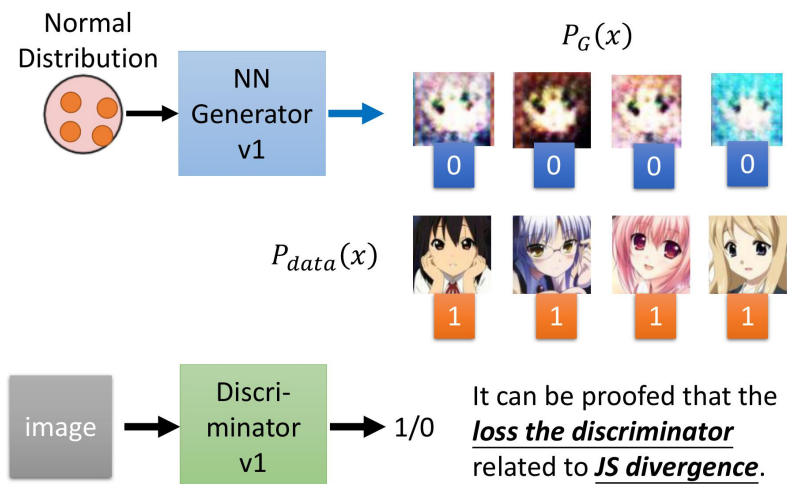 Normal
Distribution
NN
Generator
v1
P_G(x)
0 0 0 0
P_data(x)
1 1 1 1
image
Discri-
minator
v1
1/0
It can be proofed that the
loss the discriminator
related to JS divergence.